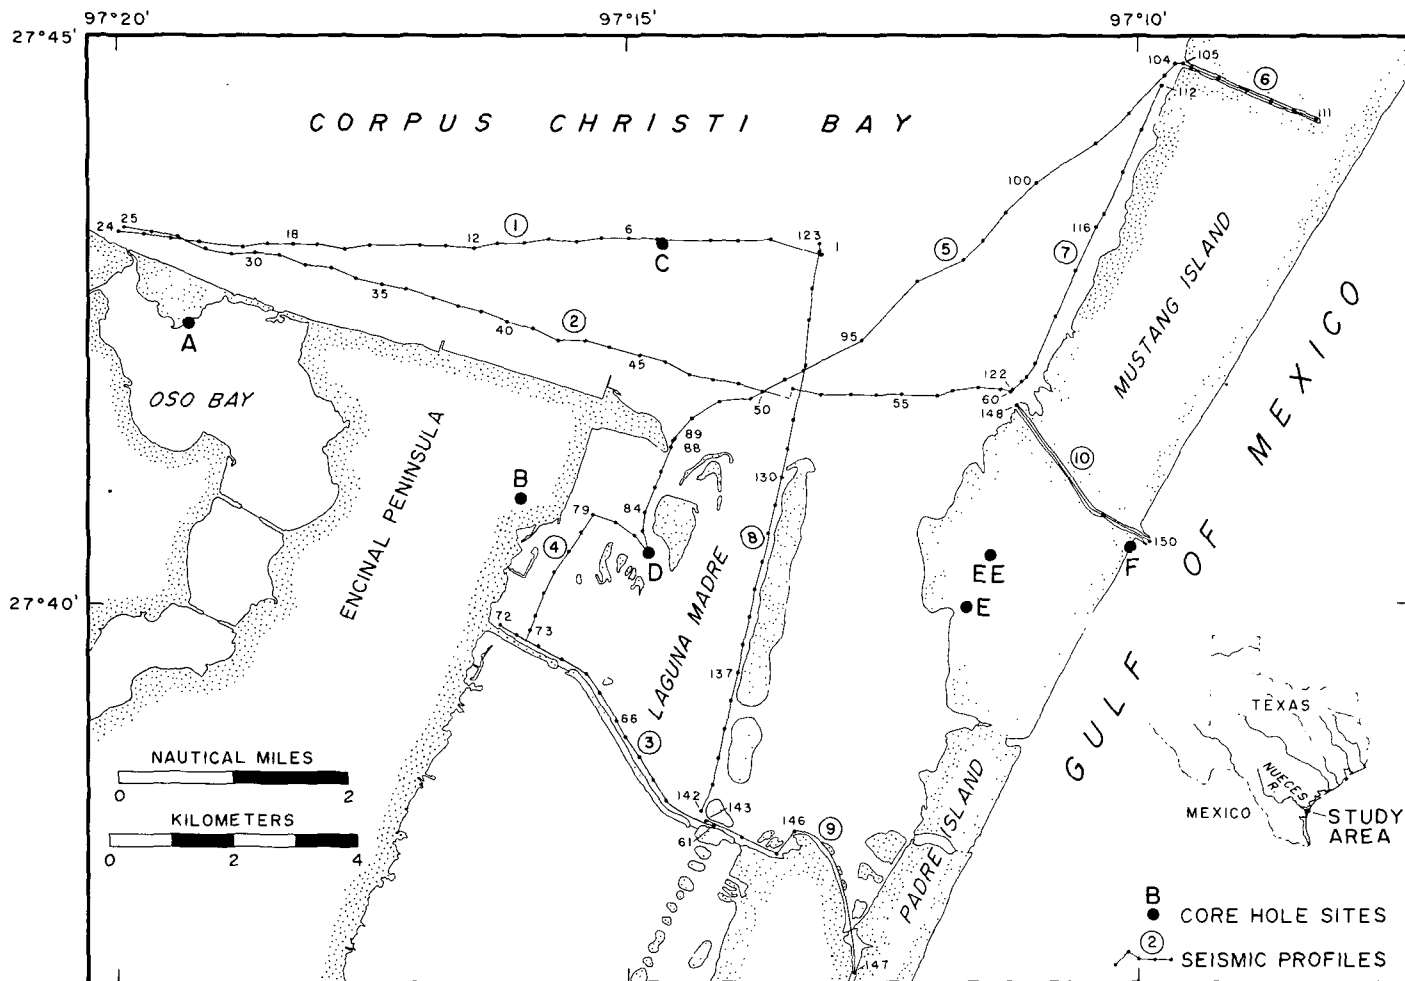 97°20' 97°15' 97°10'
27°45'
104 105
6
112
111
CORPUS CHRISTI BAY
100
25
24
18
12
1
6
C
123
1
116
5
7
30
35
40
2
45
95
A
OSO BAY
50
55
122
60
148
MUSTANG ISLAND
GULF OF MEXICO
ENCINAL PENINSULA
89
88
B
130
10
79
84
4
D
8
150
F
EE
E
27°40'
72
73
LAGUNA MADRE
137
66
3
142
143
61
146
9
PADRE ISLAND
147
NAUTICAL MILES
0 2
KILOMETERS
0 2 4
TEXAS
NUECES
R.
MEXICO
STUDY
AREA
B
CORE HOLE SITES
2
SEISMIC PROFILES